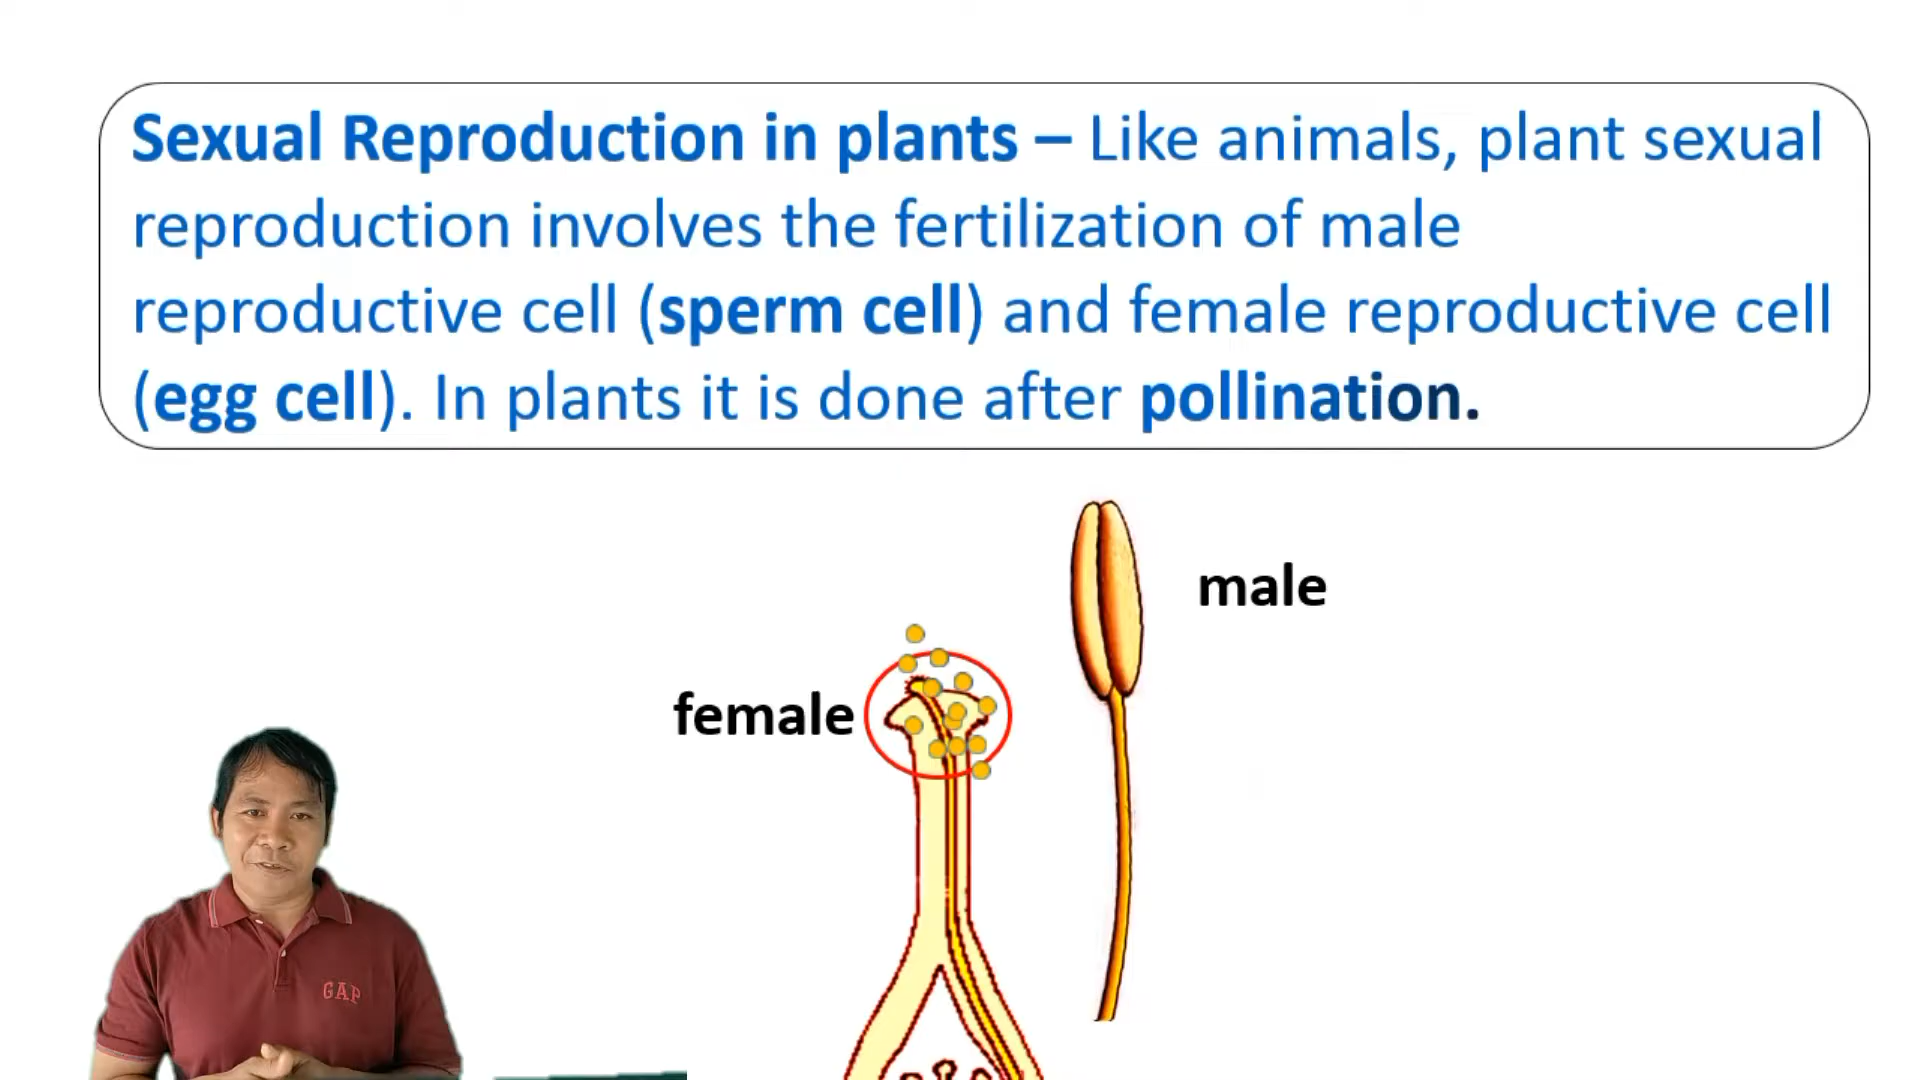 Sexual Reproduction in plants – Like animals, plant sexual
reproduction involves the fertilization of male
reproductive cell (sperm cell) and female reproductive cell
(egg cell). In plants it is done after pollination.
male
female
GAP